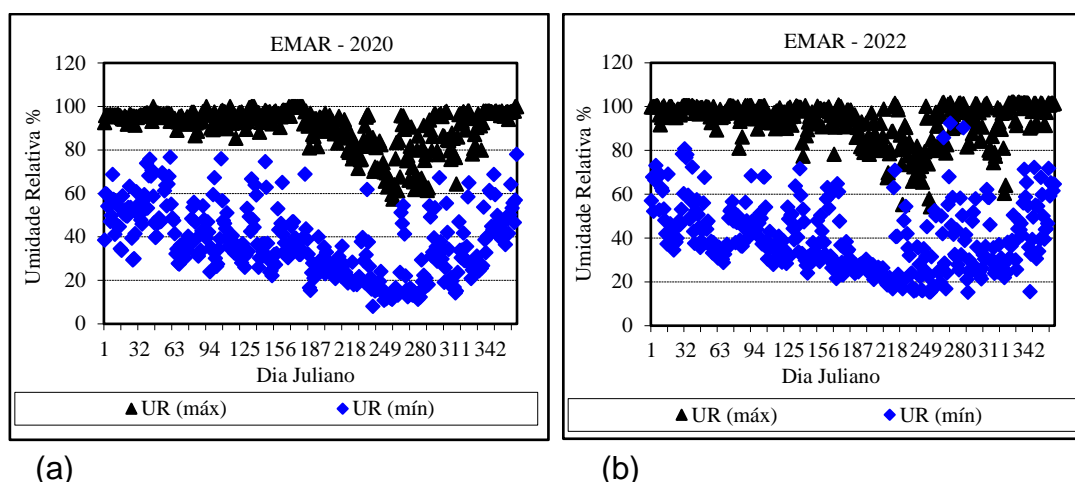 EMAR - 2020
120
100
80
60
40
20
0
Umidade Relativa %
1 32 63 94 125 156 187 218 249 280 311 342
Dia Juliano
UR (máx) UR (mín)
(a)
EMAR - 2022
120
100
80
60
40
20
0
Umidade Relativa %
1 32 63 94 125 156 187 218 249 280 311 342
Dia Juliano
UR (máx) UR (mín)
(b)